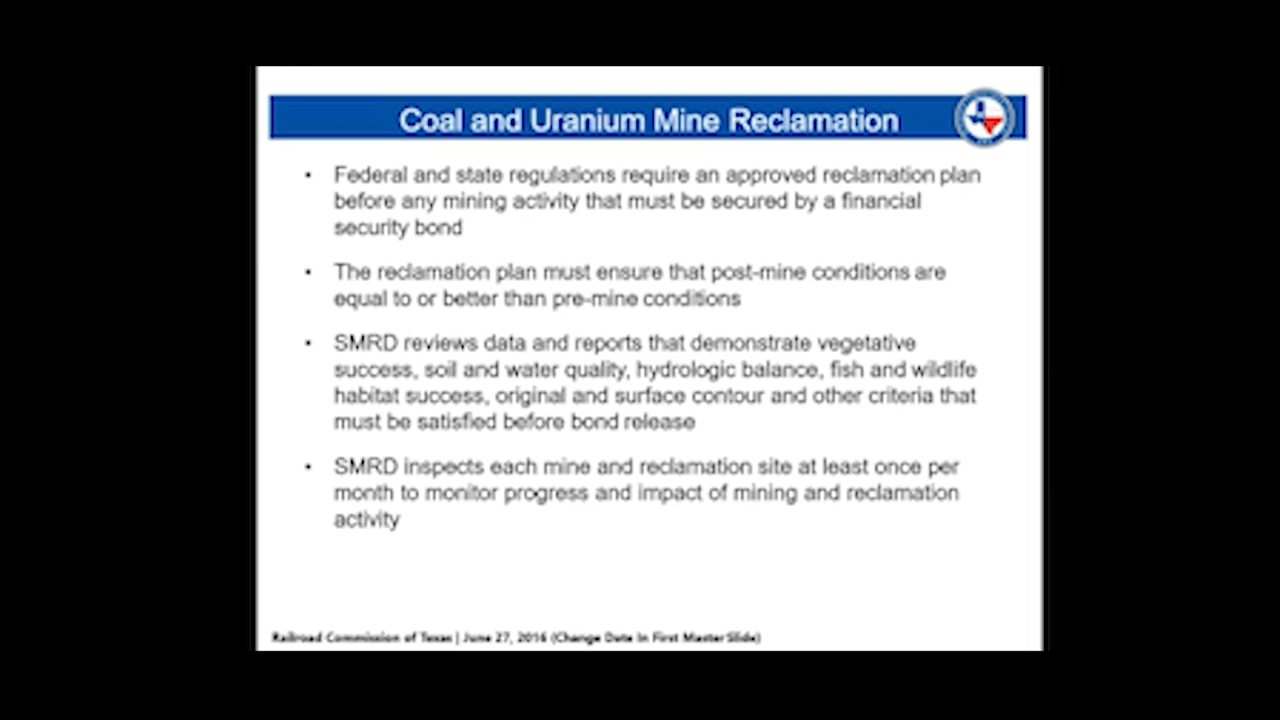 Coal and Uranium Mine Reclamation
• Federal and state regulations require an approved reclamation plan
before any mining activity that must be secured by a financial
security bond
• The reclamation plan must ensure that post-mine conditions are
equal to or better than pre-mine conditions
• SMRD reviews data and reports that demonstrate vegetative
success, soil and water quality, hydrologic balance, fish and wildlife
habitat success, original and surface contour and other criteria that
must be satisfied before bond release
• SMRD inspects each mine and reclamation site at least once per
month to monitor progress and impact of mining and reclamation
activity
Railroad Commission of Texas | June 27, 2016 (Change Date In First Master Slide)